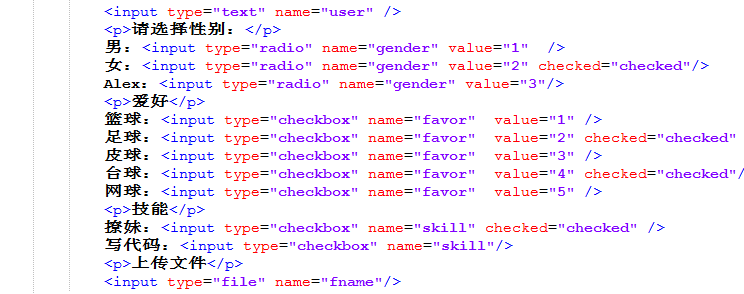 <input type="text" name="user" />
<p>请选择性别：</p>
男：<input type="radio" name="gender" value="1"  />
女：<input type="radio" name="gender" value="2" checked="checked"/>
Alex：<input type="radio" name="gender" value="3"/>
<p>爱好</p>
篮球：<input type="checkbox" name="favor"  value="1" />
足球：<input type="checkbox" name="favor"  value="2" checked="checked"
皮球：<input type="checkbox" name="favor"  value="3" />
台球：<input type="checkbox" name="favor"  value="4" checked="checked"/
网球：<input type="checkbox" name="favor"  value="5" />
<p>技能</p>
撩妹：<input type="checkbox" name="skill" checked="checked" />
写代码：<input type="checkbox" name="skill"/>
<p>上传文件</p>
<input type="file" name="fname"/>